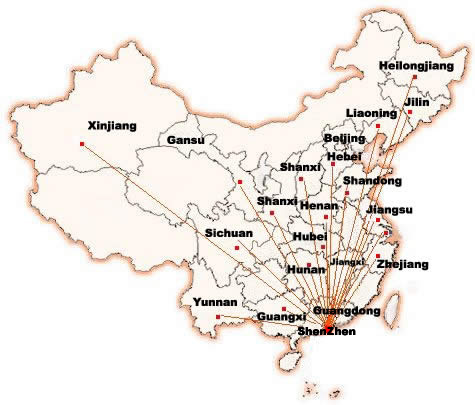 Heilongjiang
Jilin
Liaoning
Xinjiang
Beijing
Gansu
Hebei
Shanxi
Shandong
Shanxi
Henan
Jiangsu
Sichuan
Hubei
Jiangxi
Zhejiang
Hunan
Yunnan
Guangdong
Guangxi
ShenZhen